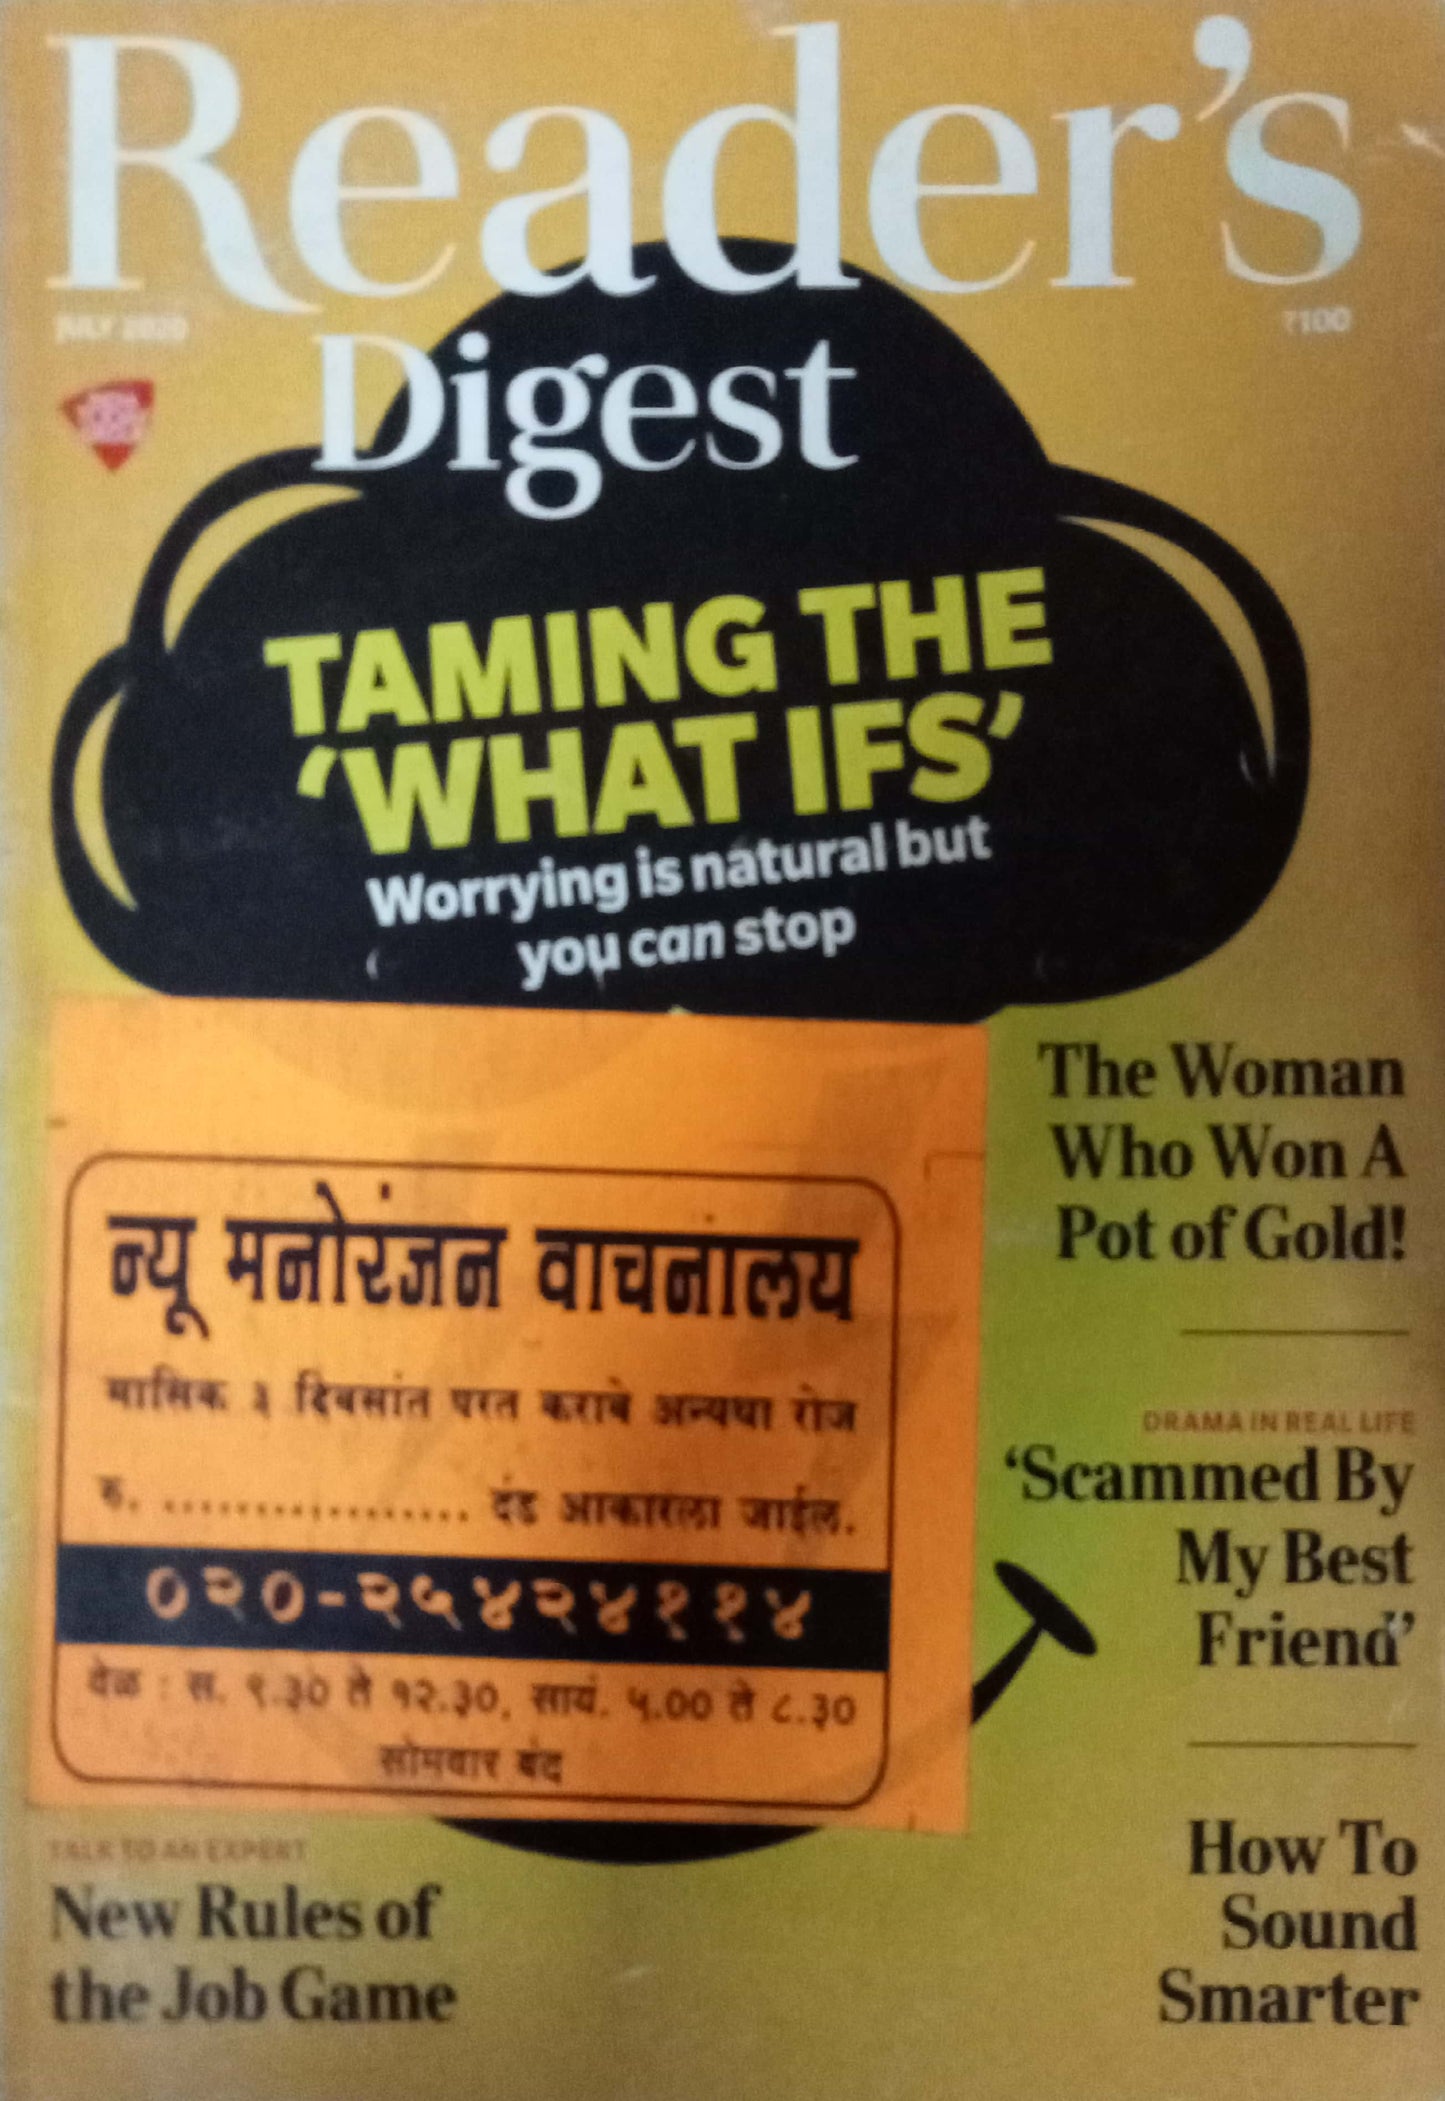 Reader's
JULY 2020
₹100
Digest
TAMING THE
‘WHAT IFS’
Worrying is natural but
you can stop
The Woman
Who Won A
Pot of Gold!
न्यू मनोरंजन वाचनांलय
मासिक ३ दिवसांत परत करावे अन्यथा रोज
रु. .................. दंड आकारला जाईल.
०२०-२५४२४११४
वेळ : स. ९.३० ते १२.३०, सायं. ५.00 ते ८.३०
सोमवार बंद
DRAMA IN REAL LIFE
‘Scammed By
My Best
Friend’
TALK TO AN EXPERT
New Rules of
the Job Game
How To
Sound
Smarter